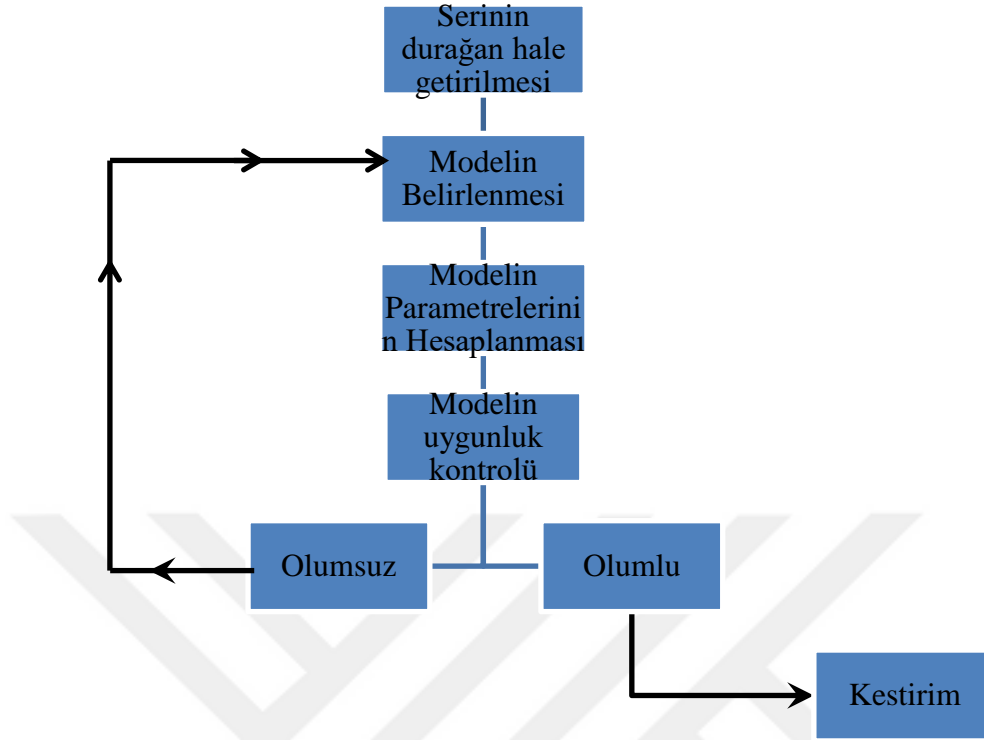 Serinin
durağan hale
getirilmesi
Modelin
Belirlenmesi
Modelin
Parametrelerini
n Hesaplanması
Modelin
uygunluk
kontrolü
Olumsuz
Olumlu
Kestirim